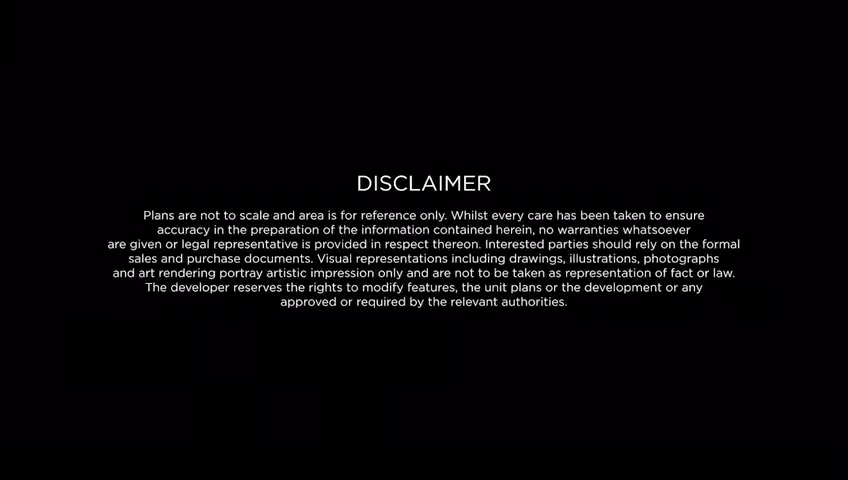 DISCLAIMER
Plans are not to scale and area is for reference only. Whilst every care has been taken to ensure
accuracy in the preparation of the information contained herein, no warranties whatsoever
are given or legal representative is provided in respect thereon. Interested parties should rely on the formal
sales and purchase documents. Visual representations including drawings, illustrations, photographs
and art rendering portray artistic impression only and are not to be taken as representation of fact or law.
The developer reserves the rights to modify features, the unit plans or the development or any
approved or required by the relevant authorities.